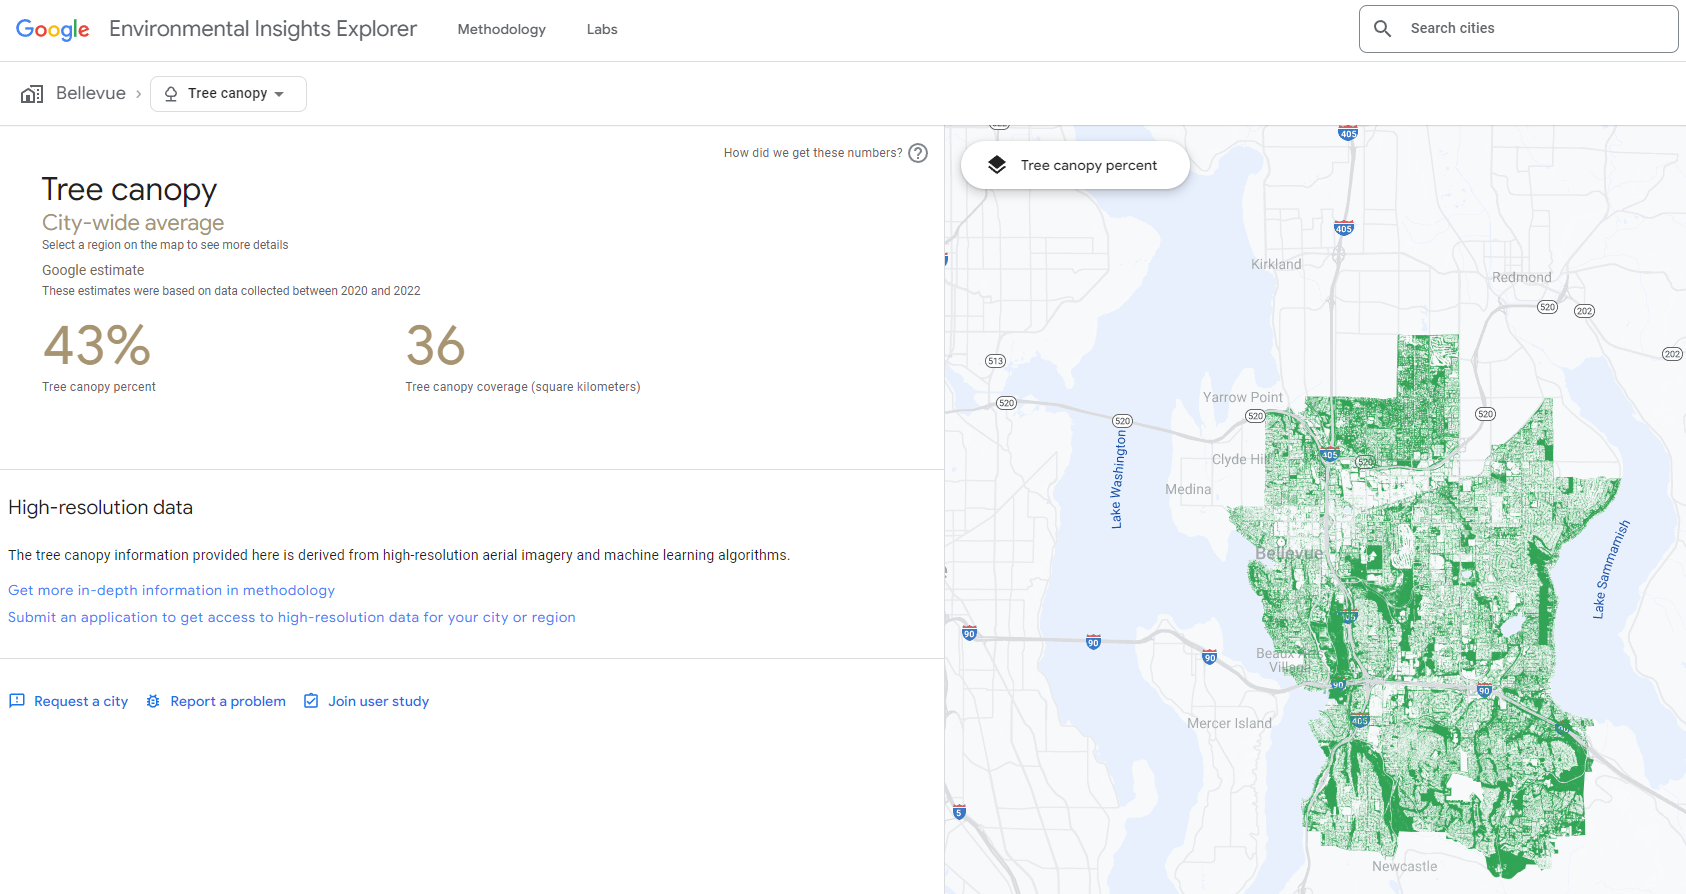 Google Environmental Insights Explorer Methodology Labs Search cities
Bellevue › Tree canopy
How did we get these numbers? ?
Tree canopy
City-wide average
Select a region on the map to see more details
Google estimate
These estimates were based on data collected between 2020 and 2022
43% 36
Tree canopy percent Tree canopy coverage (square kilometers)
High-resolution data
The tree canopy information provided here is derived from high-resolution aerial imagery and machine learning algorithms.
Get more in-depth information in methodology
Submit an application to get access to high-resolution data for your city or region
Request a city Report a problem Join user study
Tree canopy percent
405
405
Kirkland
Redmond
520
202
202
513
520
Yarrow Point
520
520
520
Lake Washington
Clyde Hill
405
520
Medina
Bellevue
Lake Sammamish
405
90
90
90
Beaux Arts
Village
90
90
Mercer Island
405
90
5
Newcastle